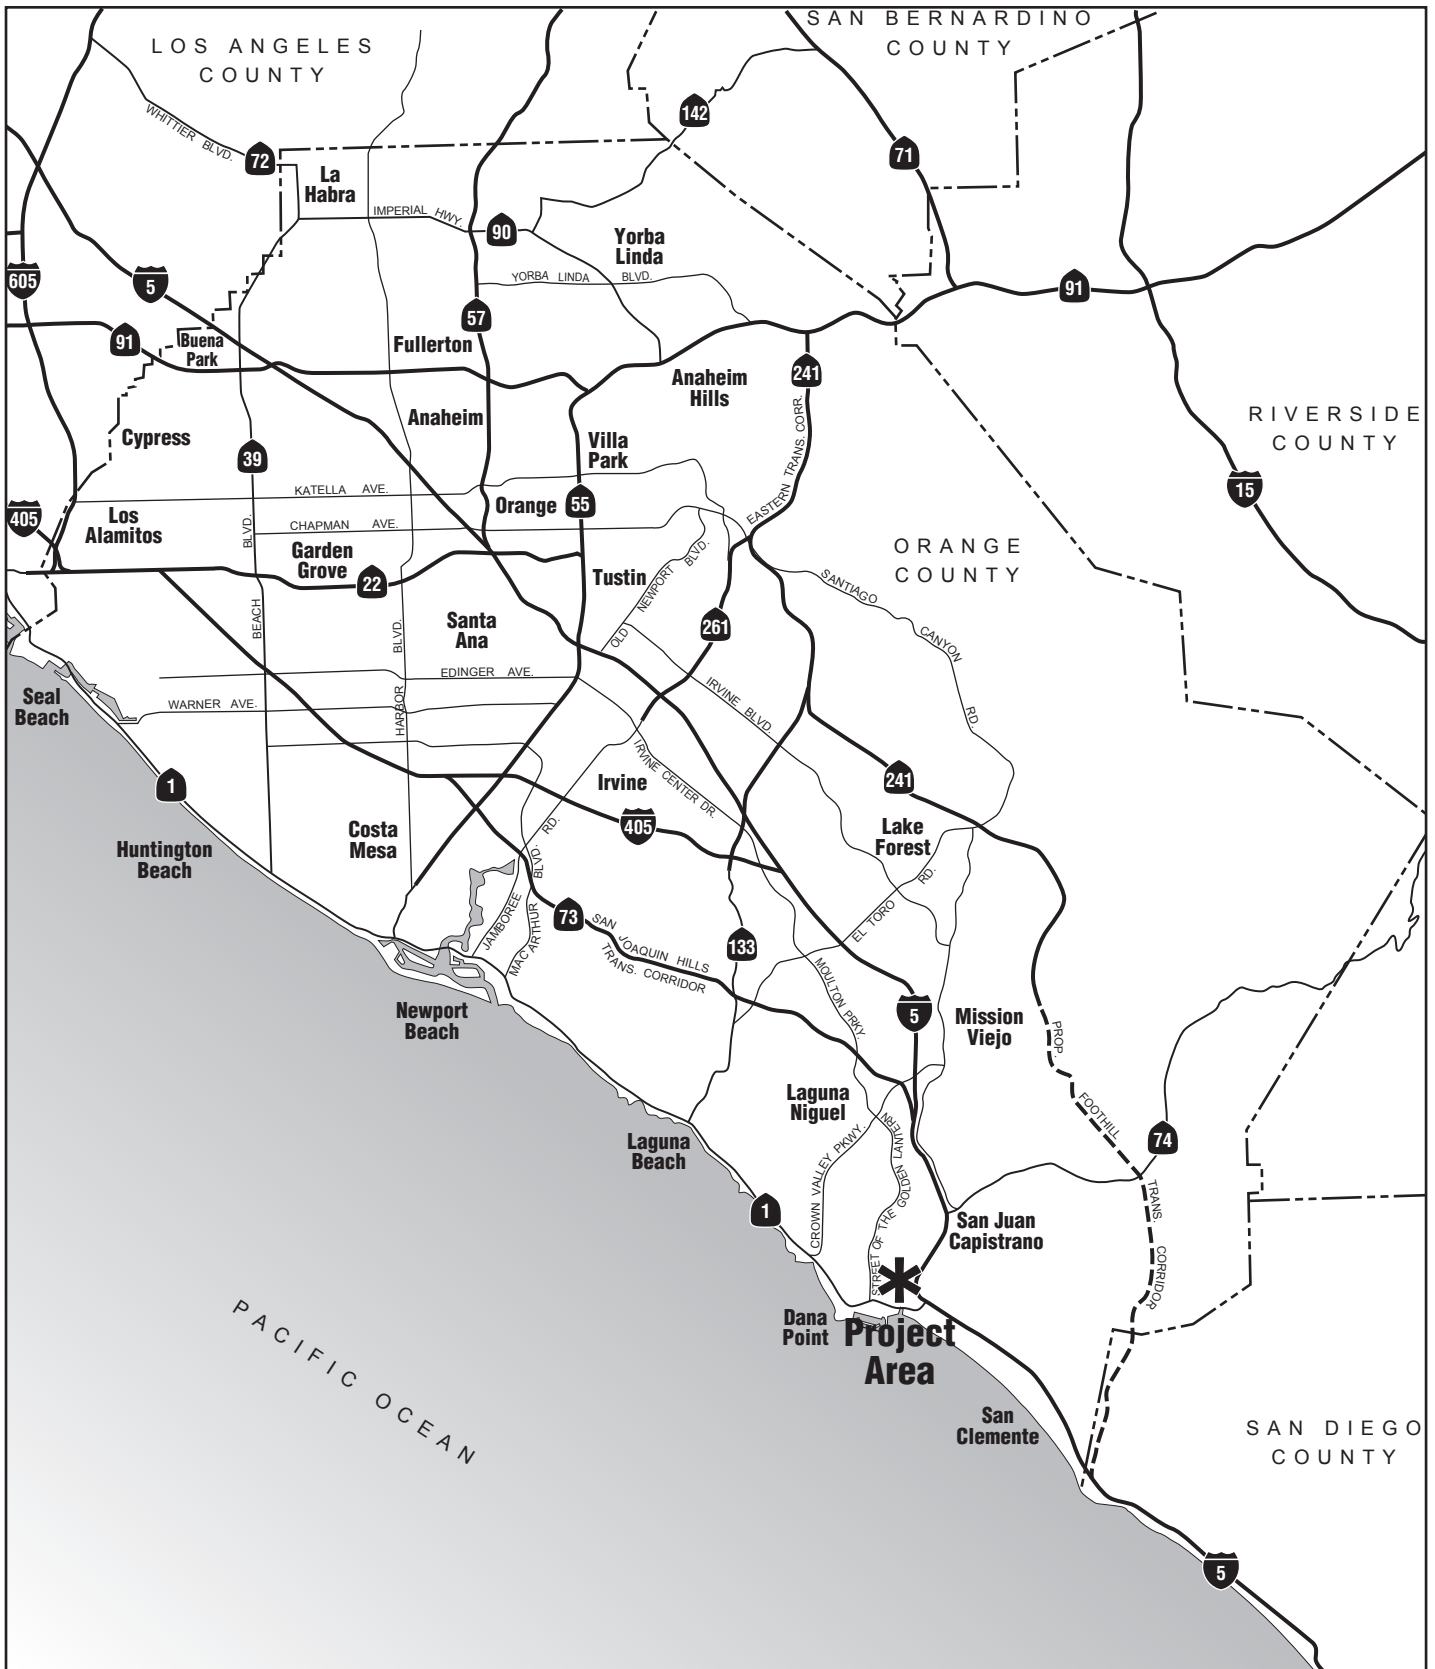 SAN BERNARDINO
COUNTY
LOS ANGELES
COUNTY
142
WHITTIER BLVD.
72
71
La
Habra
IMPERIAL HWY.
90
Yorba
Linda
605
5
YORBA LINDA BLVD.
91
57
91
Buena
Park
Fullerton
241
Anaheim
Hills
Anaheim
EASTERN TRANS. CORR.
RIVERSIDE
COUNTY
Cypress
Villa
Park
39
KATELLA AVE.
15
405
Los
Alamitos
Orange
55
BLVD.
CHAPMAN AVE.
ORANGE
COUNTY
Garden
Grove
22
Tustin
OLD NEWPORT BLVD.
SANTIAGO CANYON RD.
BEACH
HARBOR BLVD.
Santa
Ana
261
EDINGER AVE.
Seal
Beach
WARNER AVE.
IRVINE BLVD.
IRVINE CENTER DR.
1
Irvine
241
405
Costa
Mesa
Lake
Forest
Huntington
Beach
JAMBOREE RD.
MAC ARTHUR BLVD.
73
SAN JOAQUIN HILLS
TRANS. CORRIDOR
133
EL TORO RD.
MOULTON PRKY.
Newport
Beach
5
Mission
Viejo
PROP. FOOTHILL TRANS. CORRIDOR
Laguna
Niguel
74
Laguna
Beach
CROWN VALLEY PKWY.
STREET OF THE GOLDEN LANTERN
1
San Juan
Capistrano
Dana
Point
Project
Area
PACIFIC OCEAN
San
Clemente
SAN DIEGO
COUNTY
5